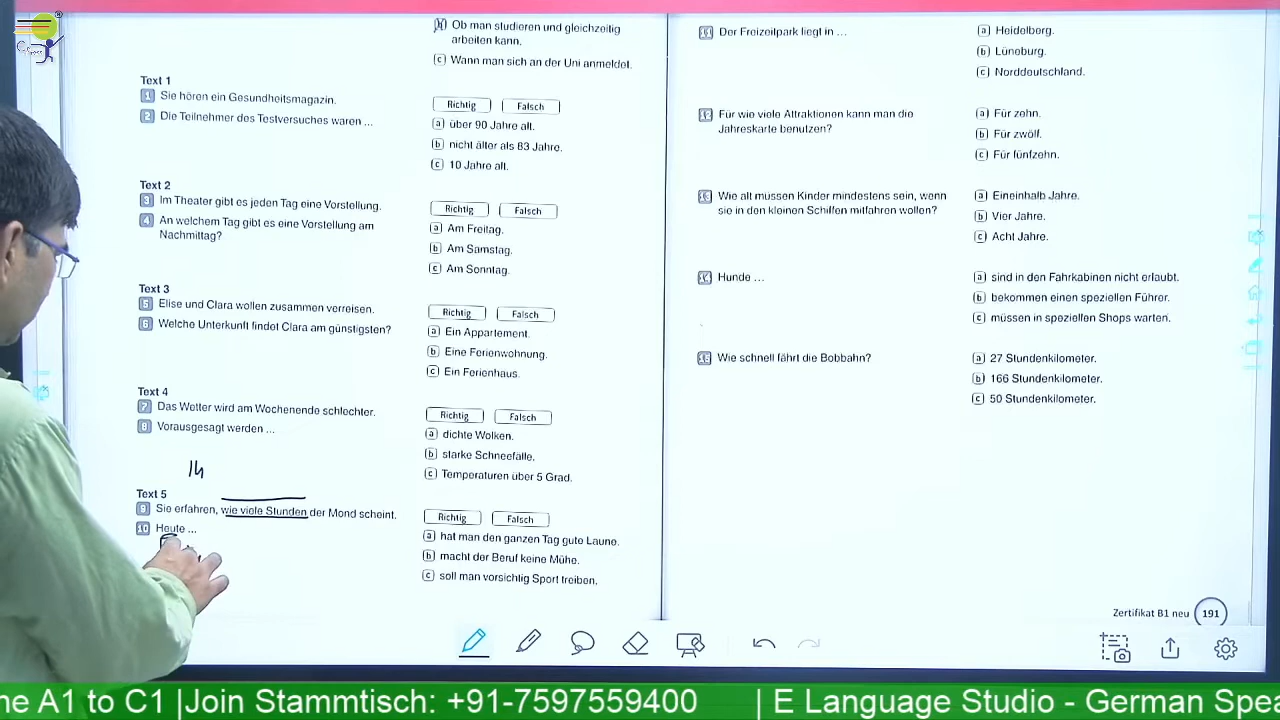 Ob man studieren und gleichzeitig
arbeiten kann.
c Wann man sich an der Uni anmeldet.
Text 1
1 Sie hören ein Gesundheitsmagazin.
Richtig Falsch
2 Die Teilnehmer des Testversuches waren ...
a über 90 Jahre alt.
b nicht älter als 83 Jahre.
c 10 Jahre alt.
Text 2
3 Im Theater gibt es jeden Tag eine Vorstellung.
Richtig Falsch
4 An welchem Tag gibt es eine Vorstellung am
Nachmittag?
a Am Freitag.
b Am Samstag.
c Am Sonntag.
Text 3
5 Elise und Clara wollen zusammen verreisen.
Richtig Falsch
6 Welche Unterkunft findet Clara am günstigsten?
a Ein Appartement.
b Eine Ferienwohnung.
c Ein Ferienhaus.
Text 4
7 Das Wetter wird am Wochenende schlechter.
Richtig Falsch
8 Vorausgesagt werden ...
a dichte Wolken.
b starke Schneefälle.
c Temperaturen über 5 Grad.
14
Text 5
9 Sie erfahren, wie viele Stunden der Mond scheint.
Richtig Falsch
10 Heute ...
a hat man den ganzen Tag gute Laune.
b macht der Beruf keine Mühe.
c soll man vorsichtig Sport treiben.
Der Freizeitpark liegt in ...
a Heidelberg.
b Lüneburg.
c Norddeutschland.
Für wie viele Attraktionen kann man die
Jahreskarte benutzen?
a Für zehn.
b Für zwölf.
c Für fünfzehn.
Wie alt müssen Kinder mindestens sein, wenn
sie in den kleinen Schiffen mitfahren wollen?
a Eineinhalb Jahre.
b Vier Jahre.
c Acht Jahre.
Hunde ...
a sind in den Fahrkabinen nicht erlaubt.
b bekommen einen speziellen Führer.
c müssen in speziellen Shops warten.
Wie schnell fährt die Bobbahn?
a 27 Stundenkilometer.
b 166 Stundenkilometer.
c 50 Stundenkilometer.
Zertifikat B1 neu 191
ne A1 to C1 |Join Stammtisch: +91-7597559400 | E Language Studio - German Spea